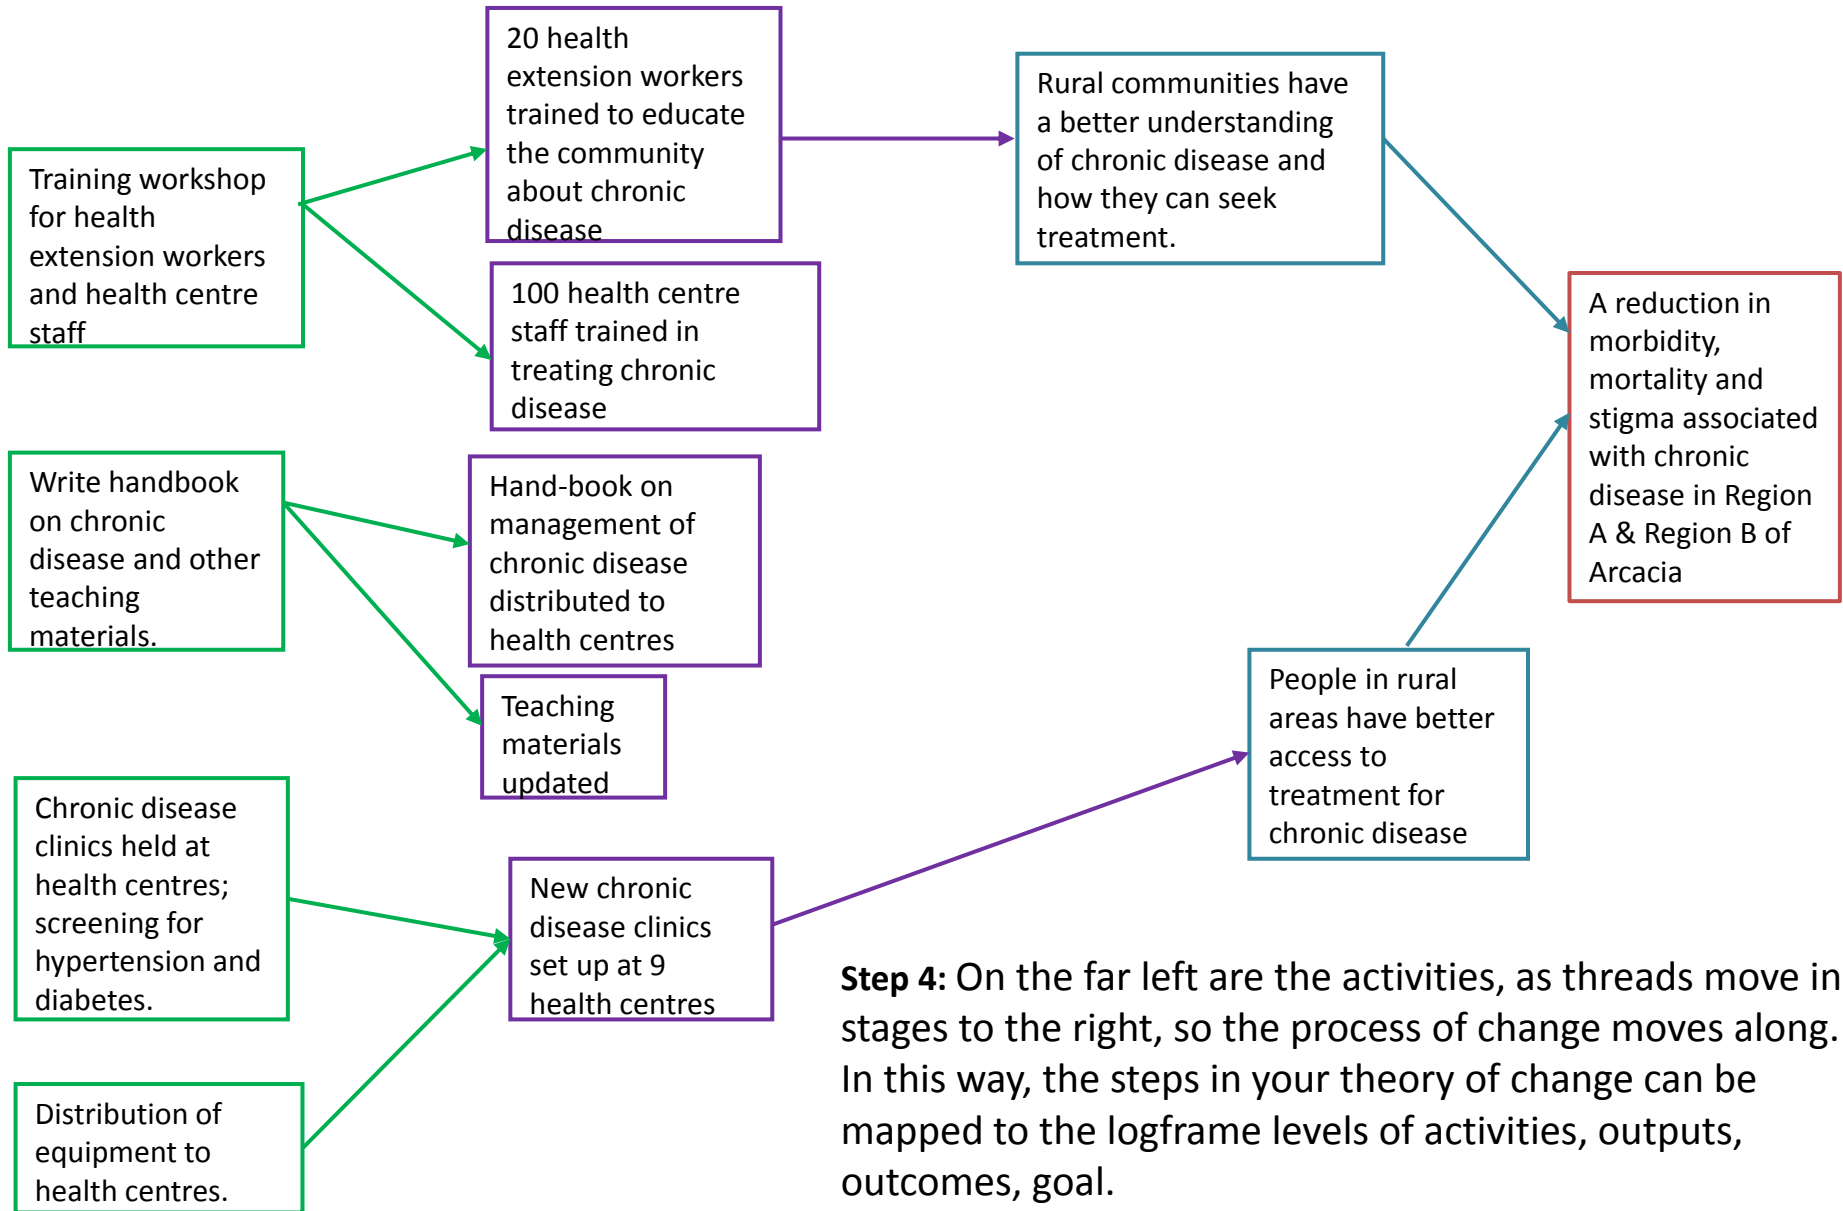 20 health
extension workers
trained to educate
the community
about chronic
disease
Rural communities have
a better understanding
of chronic disease and
how they can seek
treatment.
Training workshop
for health
extension workers
and health centre
staff
100 health centre
staff trained in
treating chronic
disease
A reduction in
morbidity,
mortality and
stigma associated
with chronic
disease in Region
A & Region B of
Arcacia
Write handbook
on chronic
disease and other
teaching
materials.
Hand-book on
management of
chronic disease
distributed to
health centres
Teaching
materials
updated
People in rural
areas have better
access to
treatment for
chronic disease
Chronic disease
clinics held at
health centres;
screening for
hypertension and
diabetes.
New chronic
disease clinics
set up at 9
health centres
Distribution of
equipment to
health centres.
Step 4: On the far left are the activities, as threads move in
stages to the right, so the process of change moves along.
In this way, the steps in your theory of change can be
mapped to the logframe levels of activities, outputs,
outcomes, goal.